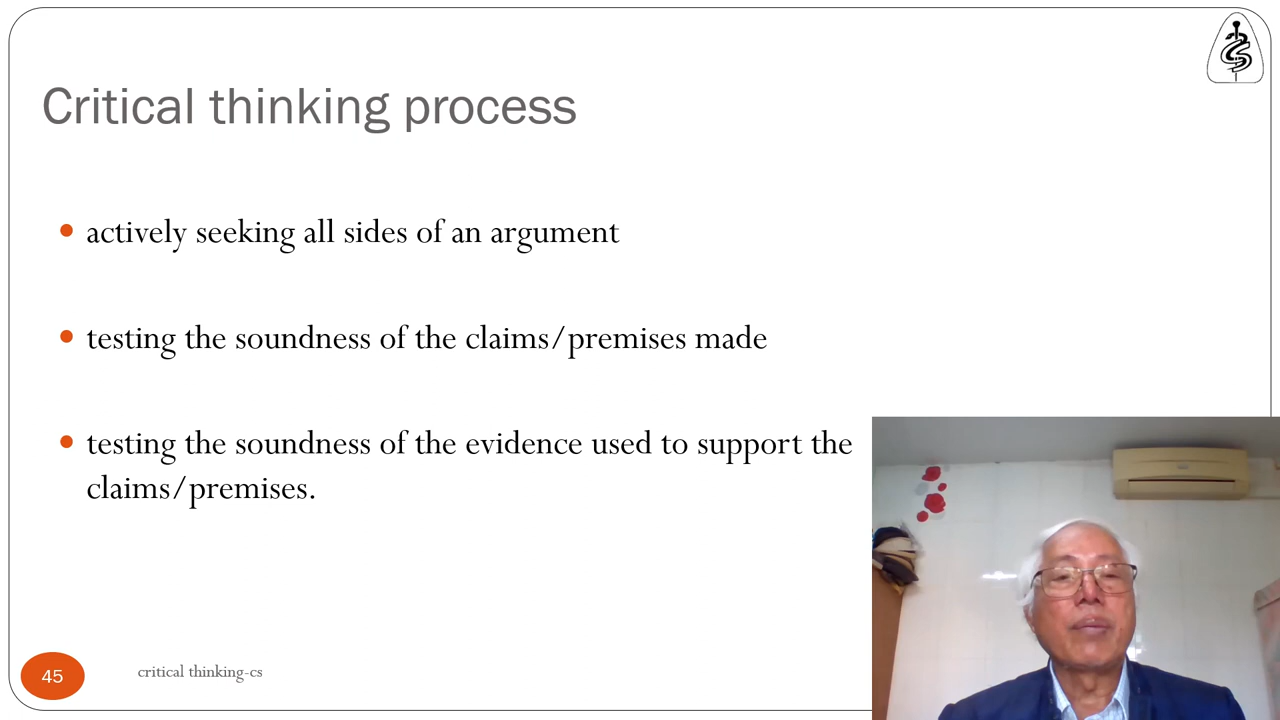 Critical thinking process
actively seeking all sides of an argument
testing the soundness of the claims/premises made
testing the soundness of the evidence used to support the
claims/premises.
45
critical thinking-cs